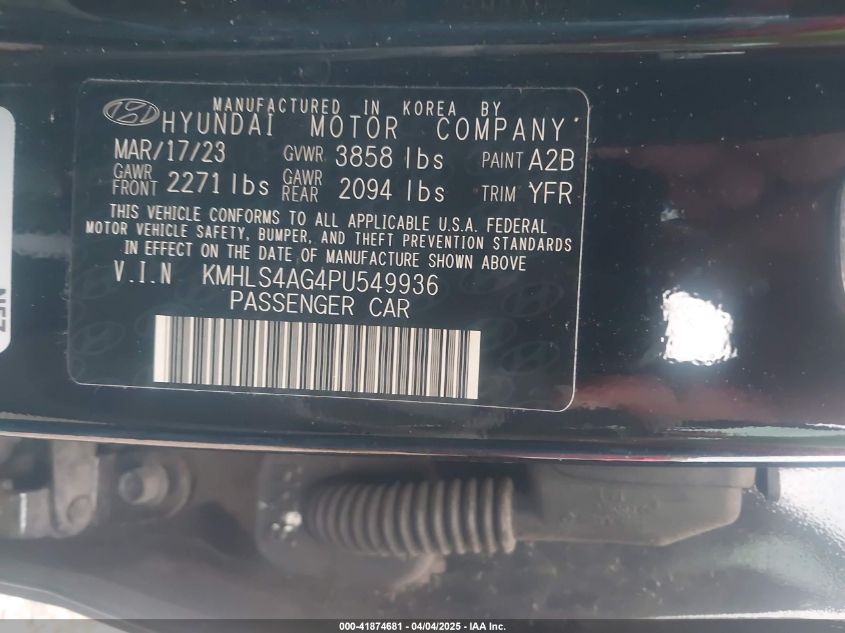 MANUFACTURED IN KOREA BY
HYUNDAI MOTOR COMPANY
MAR/17/23 GVWR 3858 lbs PAINT A2B
GAWR FRONT 2271 lbs GAWR REAR 2094 lbs TRIM YFR
THIS VEHICLE CONFORMS TO ALL APPLICABLE U.S.A. FEDERAL
MOTOR VEHICLE SAFETY, BUMPER, AND THEFT PREVENTION STANDARDS
IN EFFECT ON THE DATE OF MANUFACTURE SHOWN ABOVE
V.I.N KMHLS4AG4PU549936
PASSENGER CAR
000-41874681 - 04/04/2025 - IAA Inc.